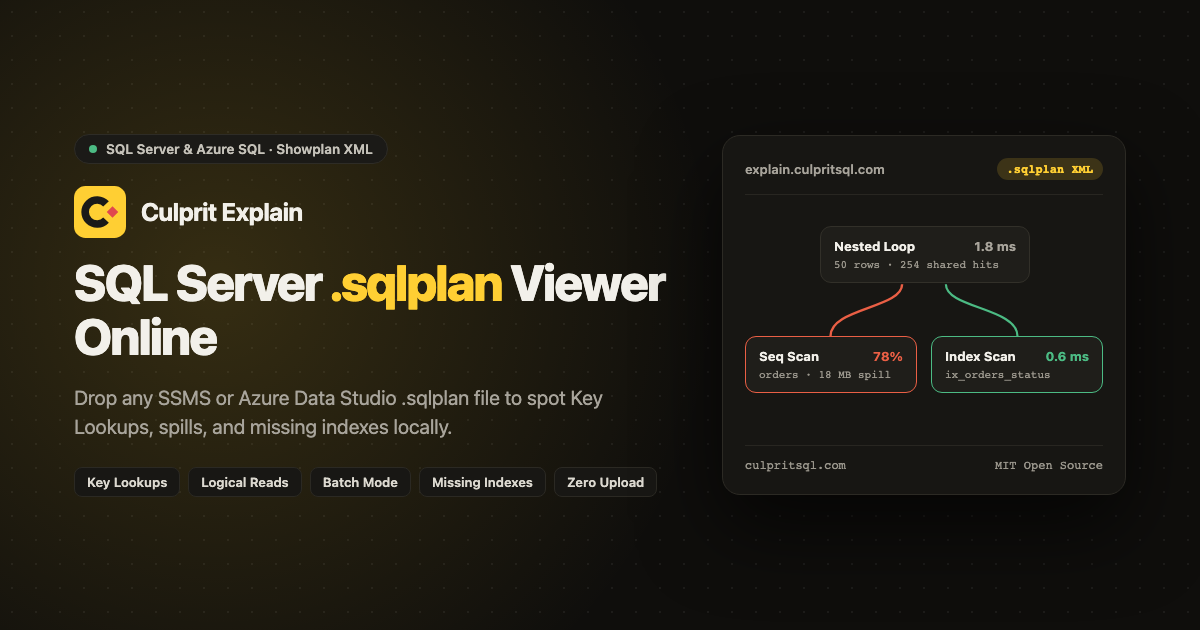 SQL Server & Azure SQL · Showplan XML
Culprit Explain
SQL Server .sqlplan Viewer
Online
Drop any SSMS or Azure Data Studio .sqlplan file to spot Key
Lookups, spills, and missing indexes locally.
Key Lookups
Logical Reads
Batch Mode
Missing Indexes
Zero Upload
explain.culpritsql.com
.sqlplan XML
Nested Loop 1.8 ms
50 rows · 254 shared hits
Seq Scan 78%
orders · 18 MB spill
Index Scan 0.6 ms
ix_orders_status
culpritsql.com
MIT Open Source